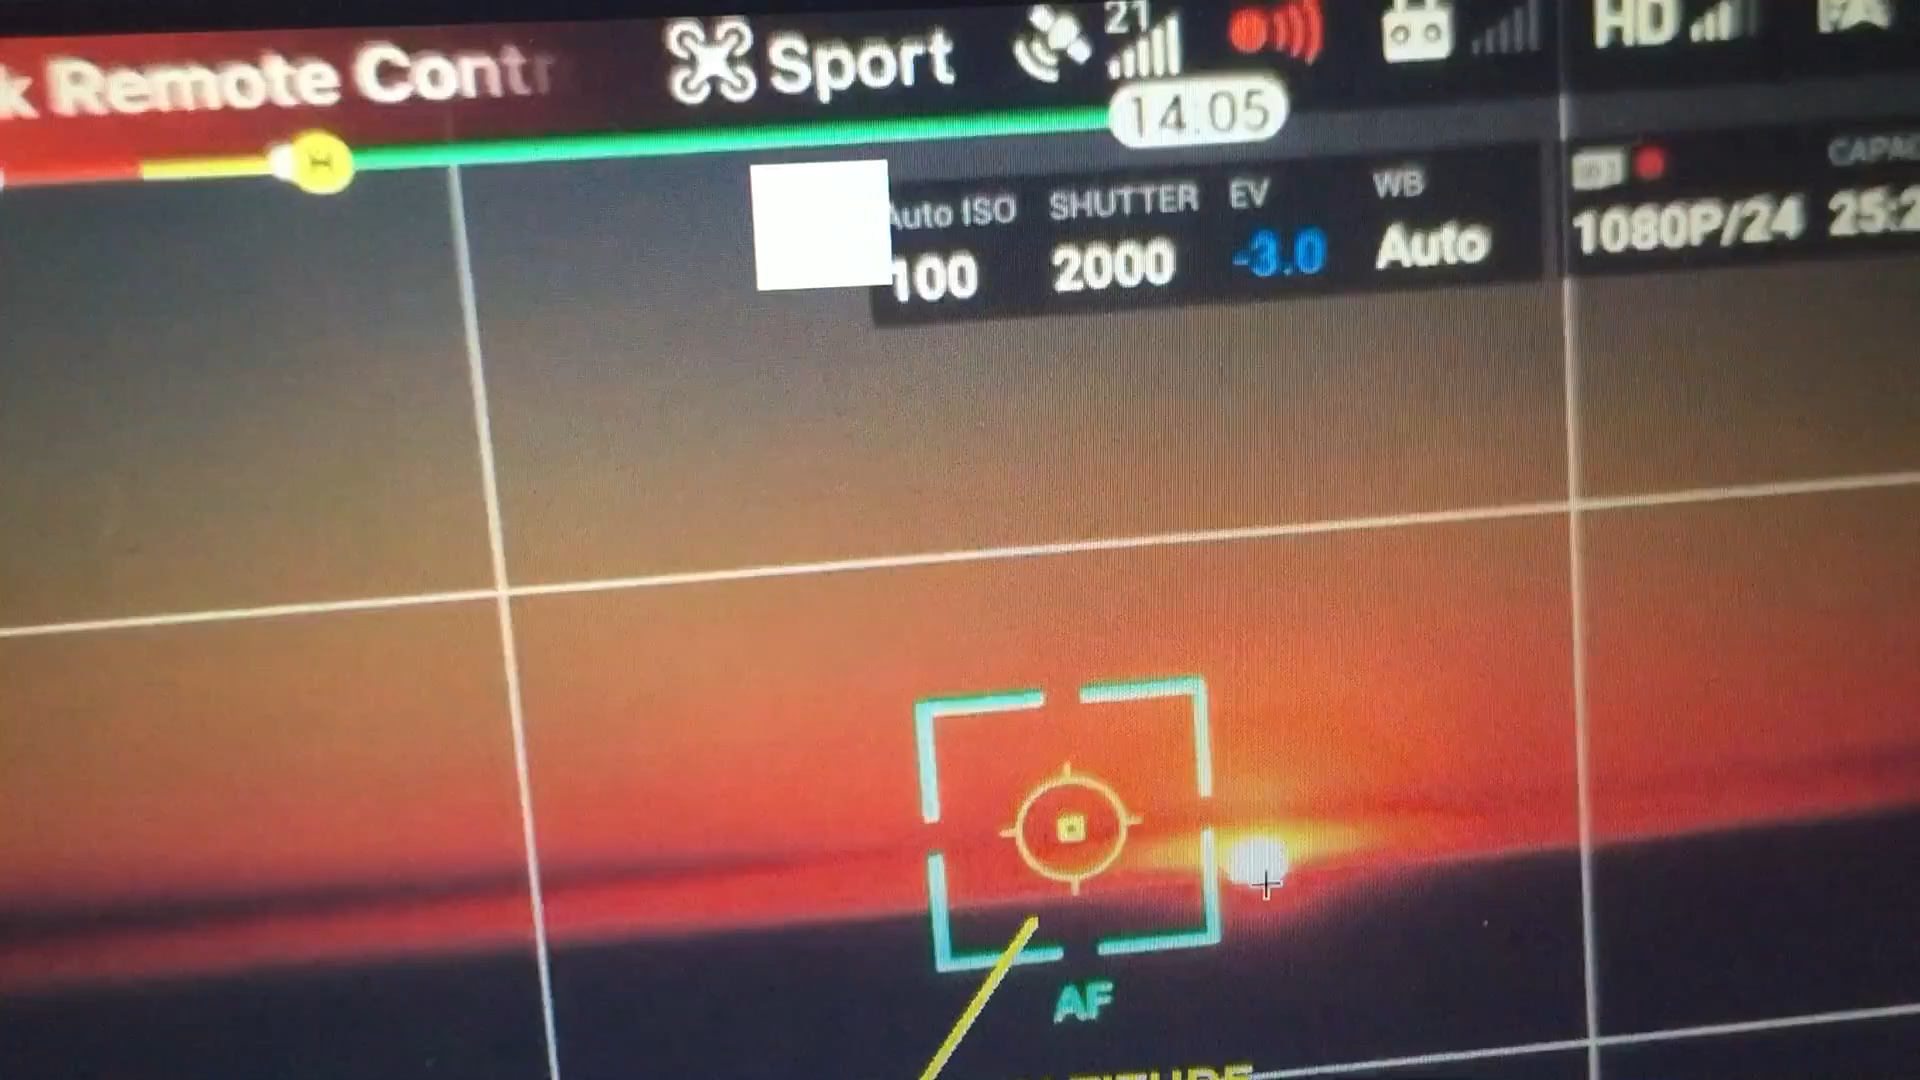 Remote Contr
Sport
21
HD
14:05
H
Auto ISO SHUTTER EV WB
100 2000 -3.0 Auto
1080P/24
AF